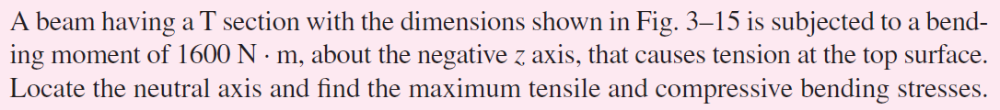 A beam having a T section with the dimensions shown in Fig. 3–15 is subjected to a bend-
ing moment of 1600 N · m, about the negative z axis, that causes tension at the top surface.
Locate the neutral axis and find the maximum tensile and compressive bending stresses.